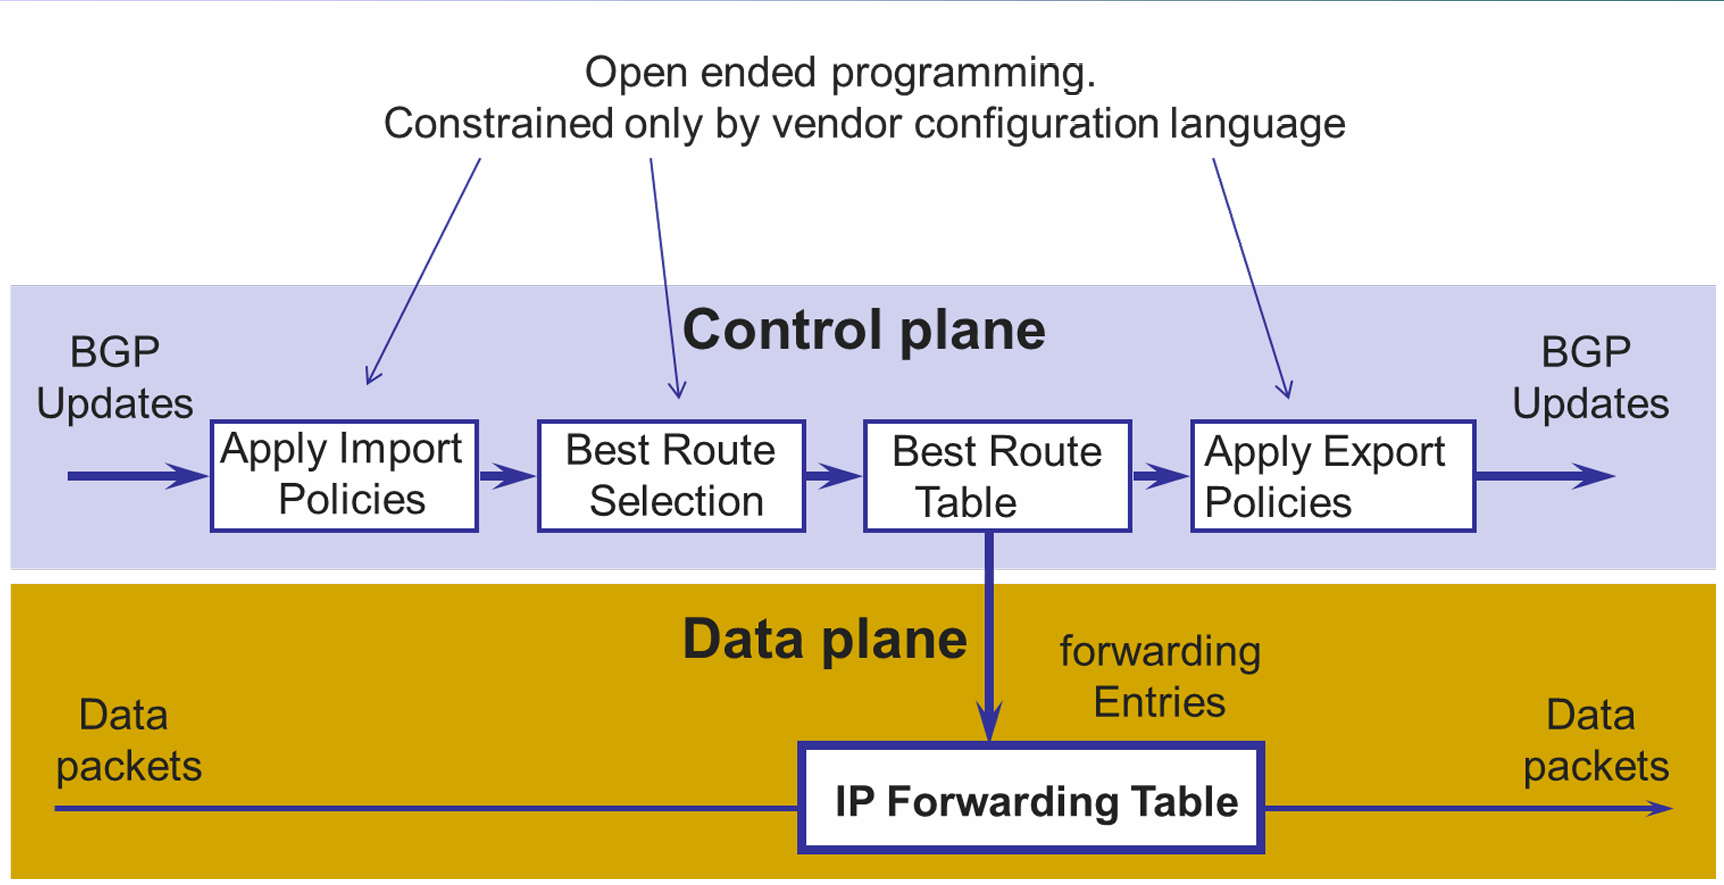 Open ended programming.
Constrained only by vendor configuration language
Control plane
BGP
Updates
BGP
Updates
Apply Import
Policies
Best Route
Selection
Best Route
Table
Apply Export
Policies
Data plane
forwarding
Entries
Data
packets
Data
packets
IP Forwarding Table